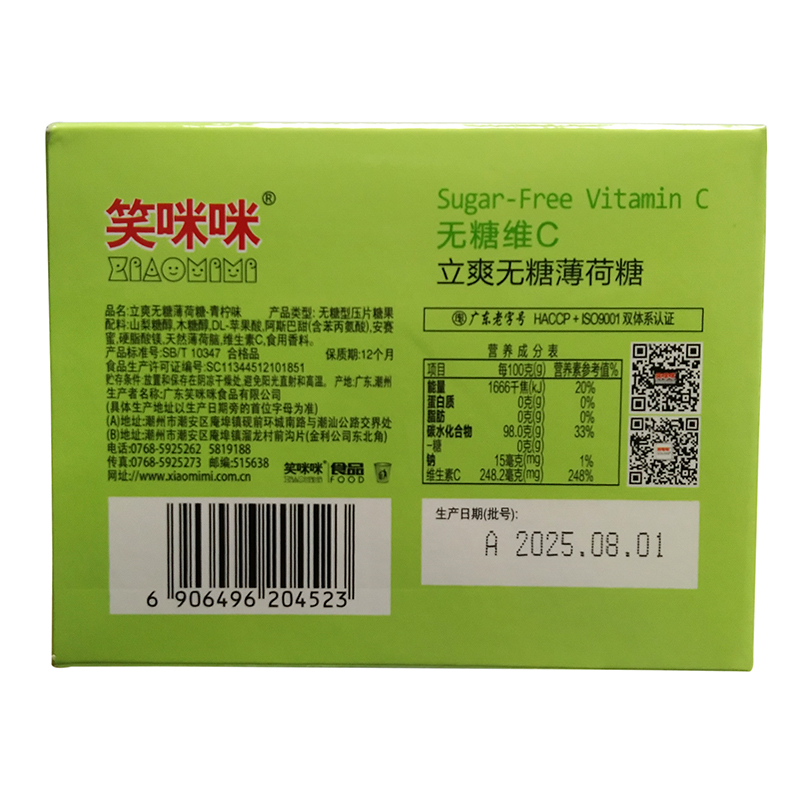 笑咪咪®
XIAOMIMI
品名:立爽无糖薄荷糖-青柠味 产品类型: 无糖型压片糖果
配料: 山梨糖醇,木糖醇,DL-苹果酸,阿斯巴甜(含苯丙氨酸),安赛
蜜,硬脂酸镁,天然薄荷脑,维生素C,食用香料。
产品标准号:SB/T 10347 合格品 保质期:12个月
食品生产许可证编号:SC11344512101851
贮存条件:放置和保存在阴凉干燥处,避免阳光直射和高温。 产地:广东,潮州
生产者名称:广东笑咪咪食品有限公司
(具体生产地址以生产日期旁的首位字母为准)
(A)地址:潮州市潮安区庵埠镇砚前环城南路与潮汕公路交界处
(B)地址:潮州市潮安区庵埠镇溜龙村前沟片(金利公司东北角)
电话:0768-5925262 5819188
传真:0768-5925273 邮编:515638
网址://www.xiaomimi.com.cn
笑咪咪® 食品
XIAOMIMI FOOD
6 906496 204523
Sugar-Free Vitamin C
无糖维C
立爽无糖薄荷糖
广东老字号 HACCP + ISO9001 双体系认证
营养成分表
项目 每100克(g) 营养素参考值%
能量 1666千焦(kJ) 20%
蛋白质 0克(g) 0%
脂肪 0克(g) 0%
碳水化合物 98.0克(g) 33%
-糖 0克(g)
钠 15毫克(mg) 1%
维生素C 248.2毫克(mg) 248%
生产日期(批号):
A 2025.08.01